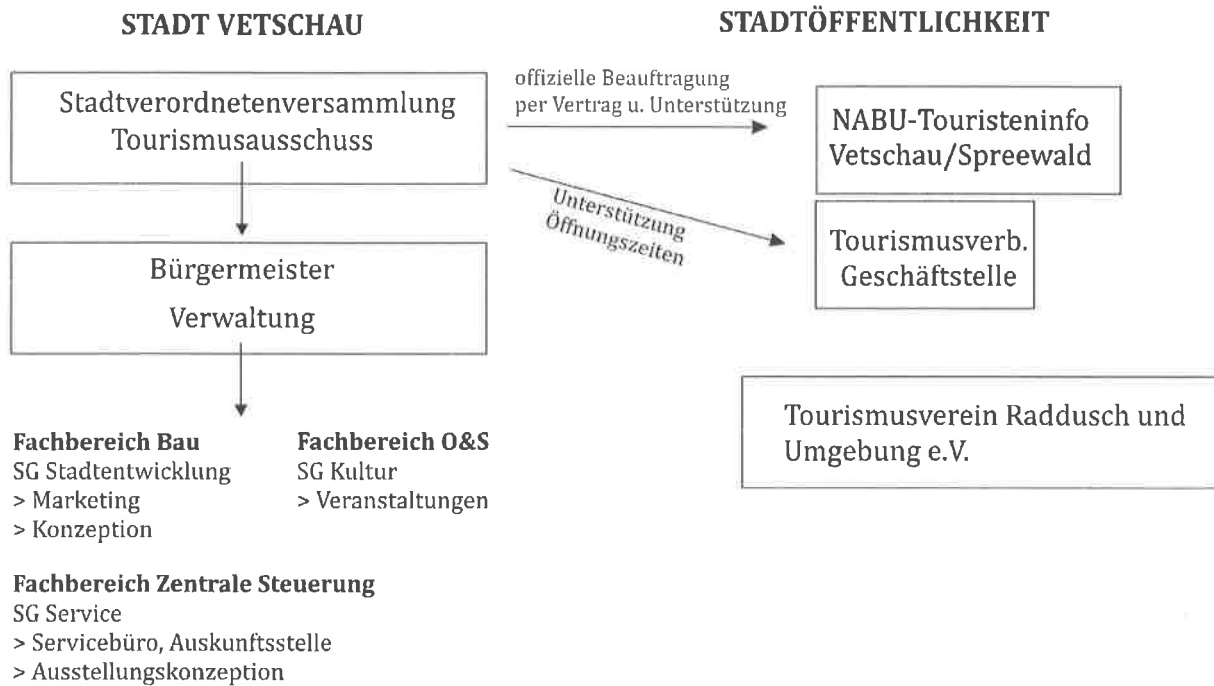 STADT VETSCHAU
STADTÖFFENTLICHKEIT
Stadtverordnetenversammlung
Tourismusausschuss
offizielle Beauftragung
per Vertrag u. Unterstützung
NABU-Touristeninfo
Vetschau/Spreewald
Unterstützung
Öffnungszeiten
Tourismusverb.
Geschäftstelle
Bürgermeister
Verwaltung
Tourismusverein Raddusch und
Umgebung e.V.
Fachbereich Bau
SG Stadtentwicklung
> Marketing
> Konzeption
Fachbereich O&S
SG Kultur
> Veranstaltungen
Fachbereich Zentrale Steuerung
SG Service
> Servicebüro, Auskunftsstelle
> Ausstellungskonzeption